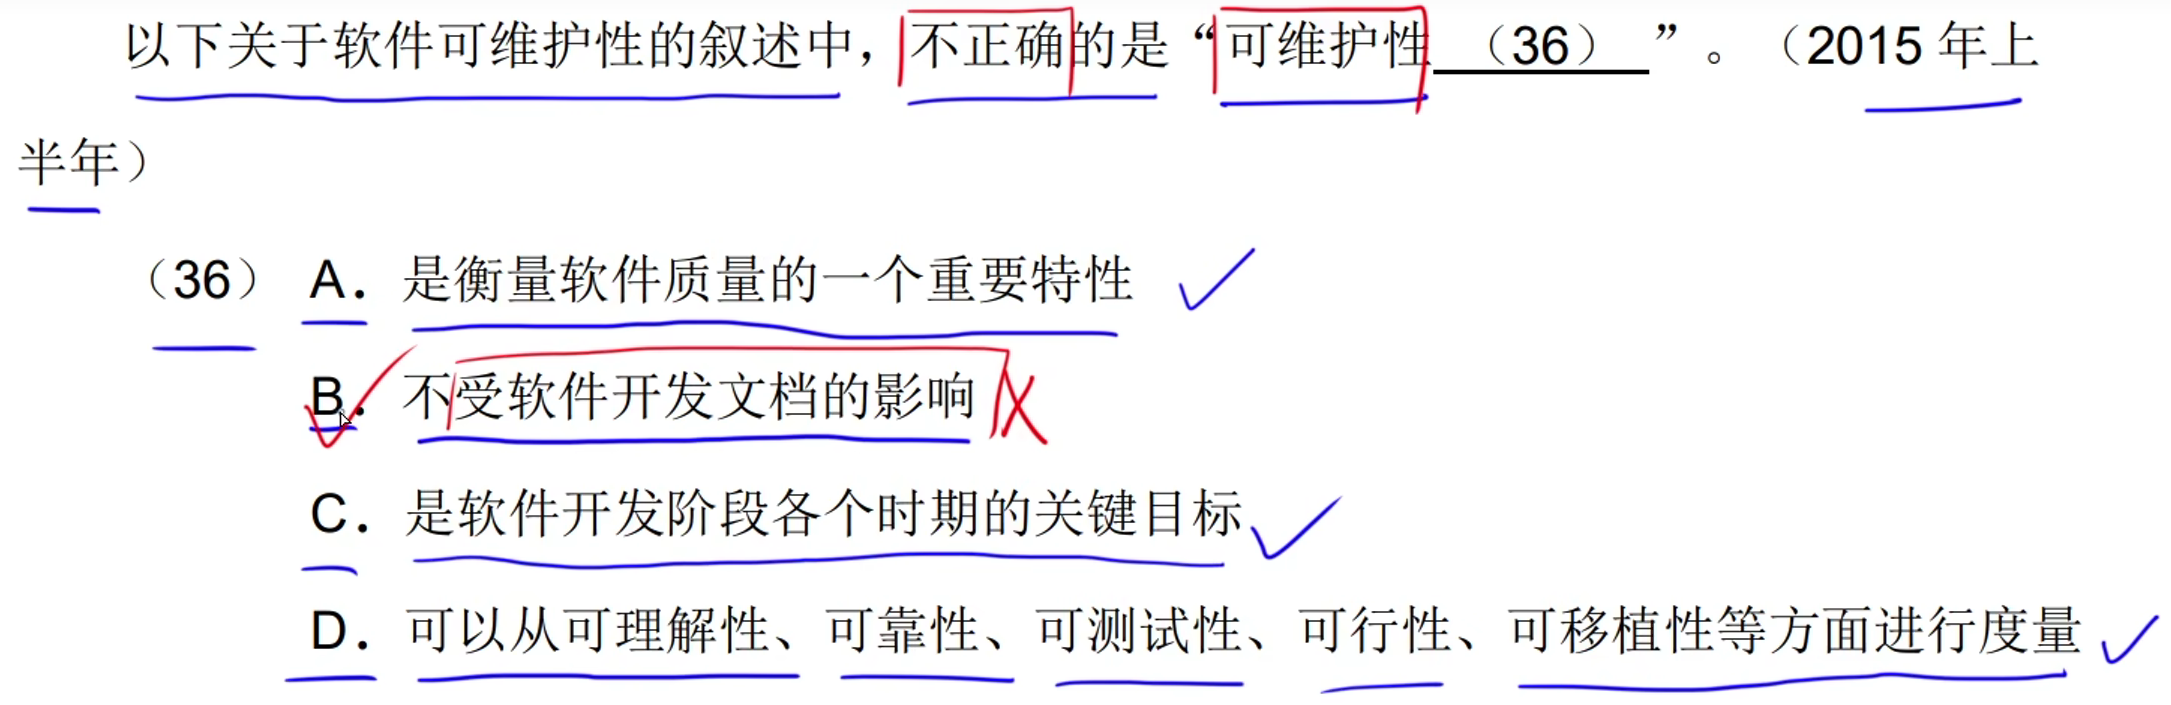 以下关于软件可维护性的叙述中，不正确的是“可维护性 （36） ”。（2015 年上
半年）
（36） A． 是衡量软件质量的一个重要特性
B． 不受软件开发文档的影响
C． 是软件开发阶段各个时期的关键目标
D． 可以从可理解性、可靠性、可测试性、可行性、可移植性等方面进行度量